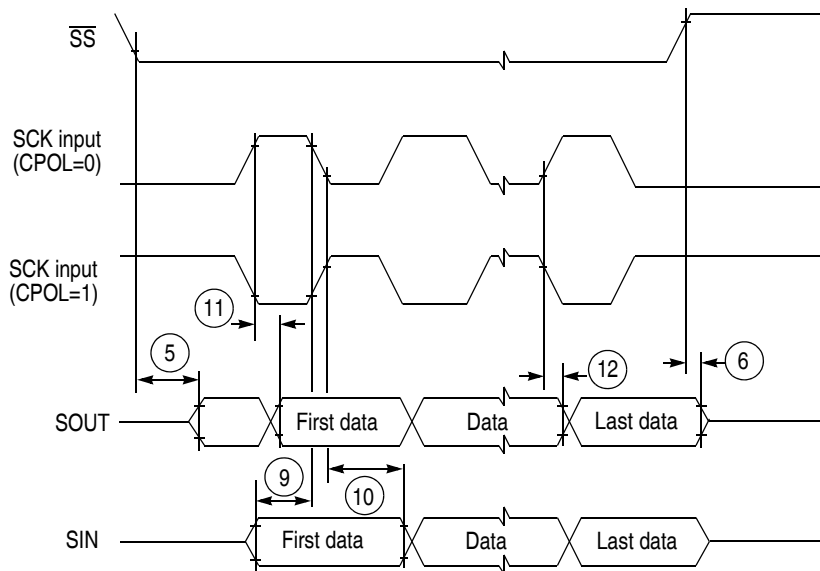 SS
SCK input
(CPOL=0)
SCK input
(CPOL=1)
11
5
12
6
SOUT
First data
Data
Last data
9
10
SIN
First data
Data
Last data